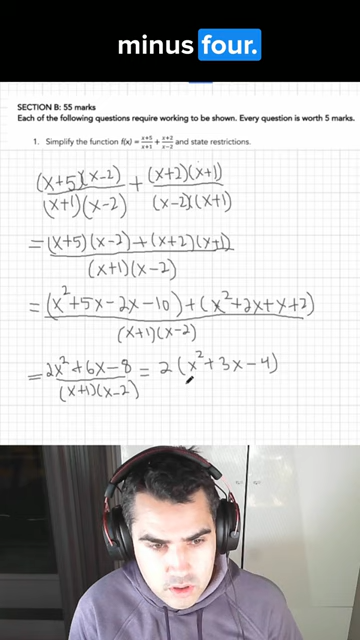 minus four.
SECTION B: 55 marks
Each of the following questions require working to be shown. Every question is worth 5 marks.
1. Simplify the function f(x) = x+5/x+1 + x+2/x−2 and state restrictions.
(x+5)(x-2)/(x+1)(x-2) + (x+2)(x+1)/(x-2)(x+1)
= (x+5)(x-2)+(x+2)(x+1)/(x+1)(x-2)
= (x²+5x-2x-10)+(x²+2x+x+2)/(x+1)(x-2)
= 2x²+6x-8/(x+1)(x-2) = 2(x²+3x-4)